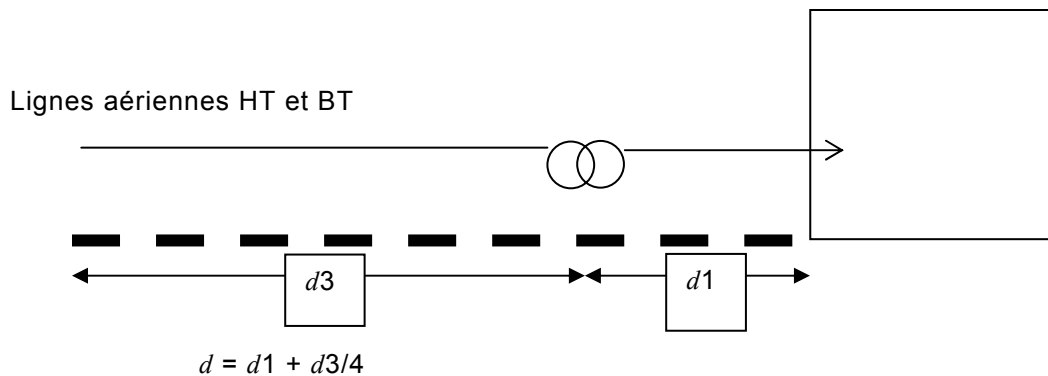 Lignes aériennes HT et BT
d3
d1
d = d1 + d3/4